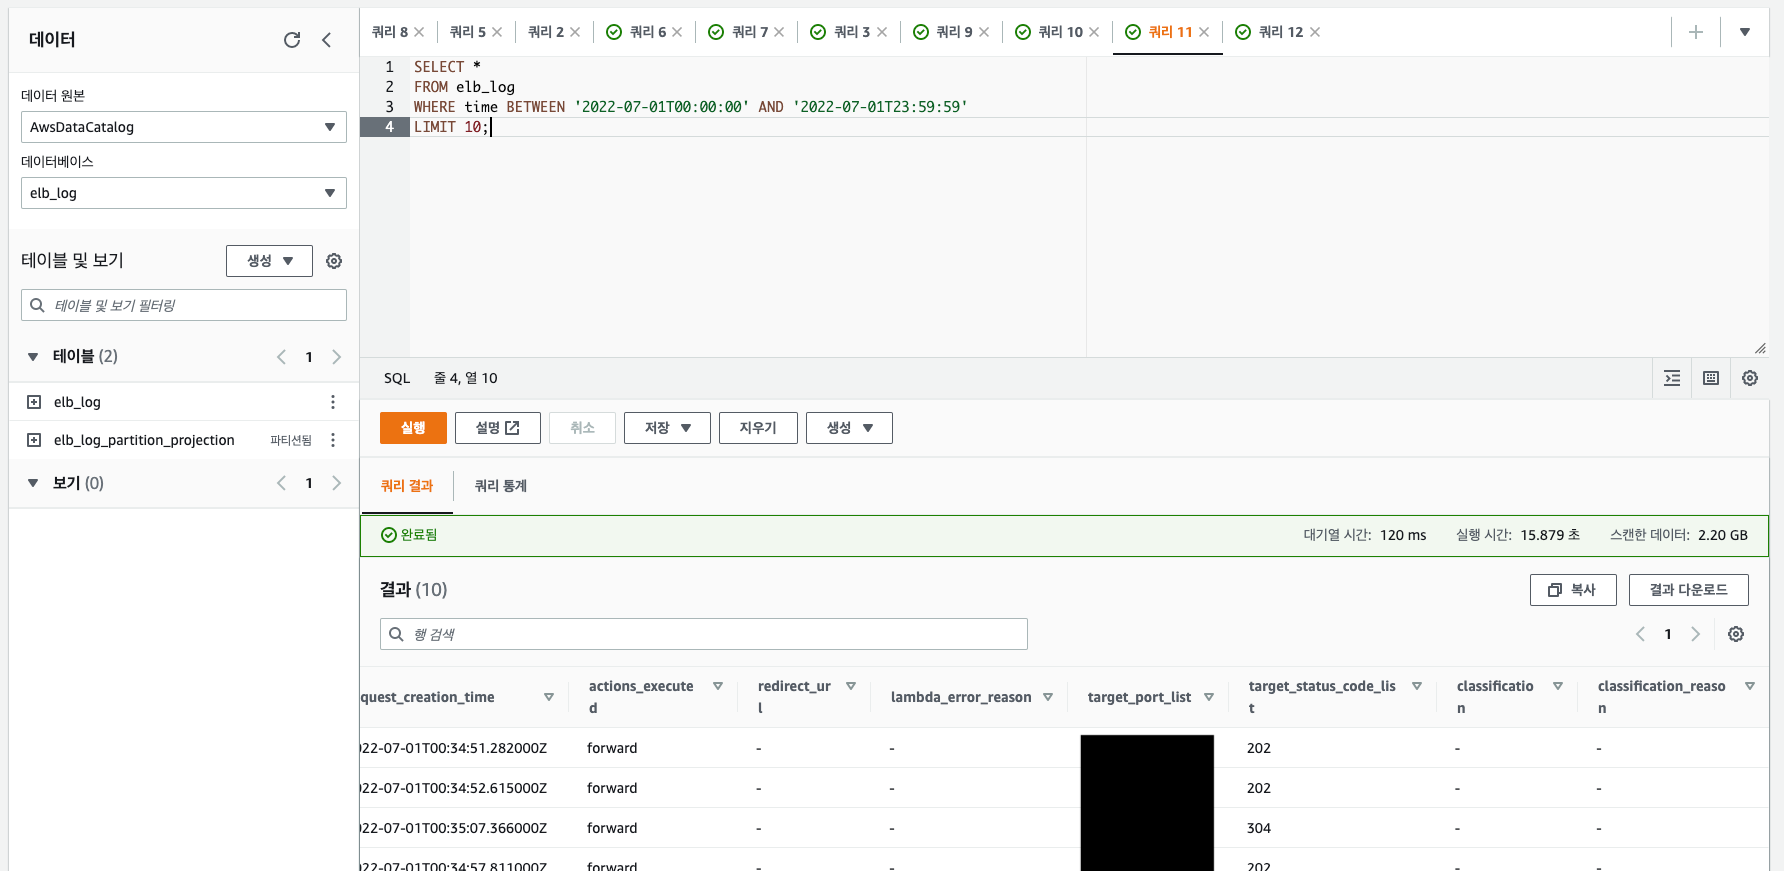 데이터
데이터 원본
AwsDataCatalog
데이터베이스
elb_log
테이블 및 보기
생성
테이블 및 보기 필터링
테이블 (2)
1
elb_log
elb_log_partition_projection 파티션됨
보기 (0)
1
쿼리 8 쿼리 5 쿼리 2 쿼리 6 쿼리 7 쿼리 3 쿼리 9 쿼리 10 쿼리 11 쿼리 12
1 SELECT *
2 FROM elb_log
3 WHERE time BETWEEN '2022-07-01T00:00:00' AND '2022-07-01T23:59:59'
4 LIMIT 10;
SQL 줄 4, 열 10
실행 설명 취소 저장 지우기 생성
쿼리 결과 쿼리 통계
완료됨 대기열 시간: 120 ms 실행 시간: 15.879 초 스캔한 데이터: 2.20 GB
결과 (10) 복사 결과 다운로드
행 검색 1
quest_creation_time actions_executed redirect_url lambda_error_reason target_port_list target_status_code_list classification classification_reason
22-07-01T00:34:51.282000Z forward - - 202 - -
22-07-01T00:34:52.615000Z forward - - 202 - -
22-07-01T00:35:07.366000Z forward - - 304 - -
22-07-01T00:34:57.811000Z forward - - 202 - -